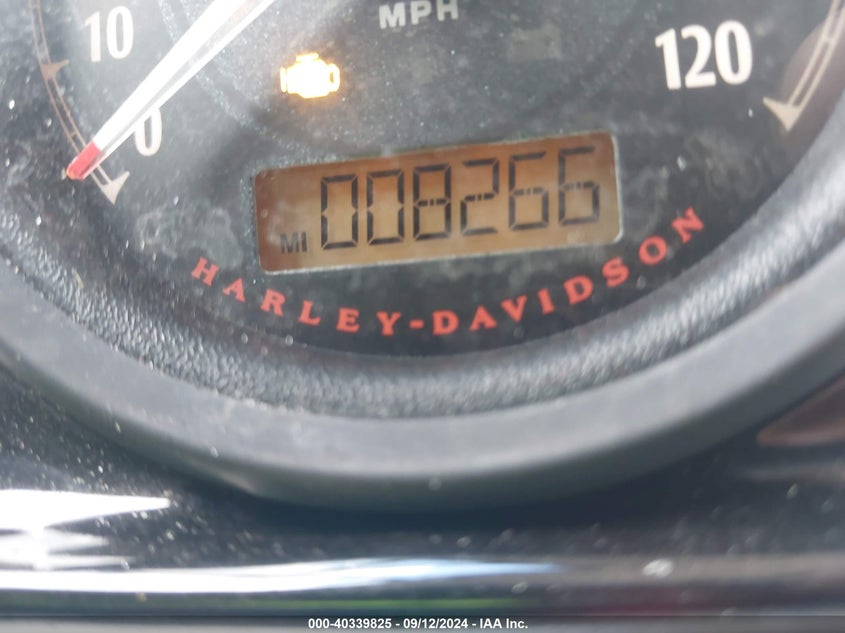 MPH
10
120
0
MI 008266
HARLEY-DAVIDSON
000-40339825 - 09/12/2024 - IAA Inc.